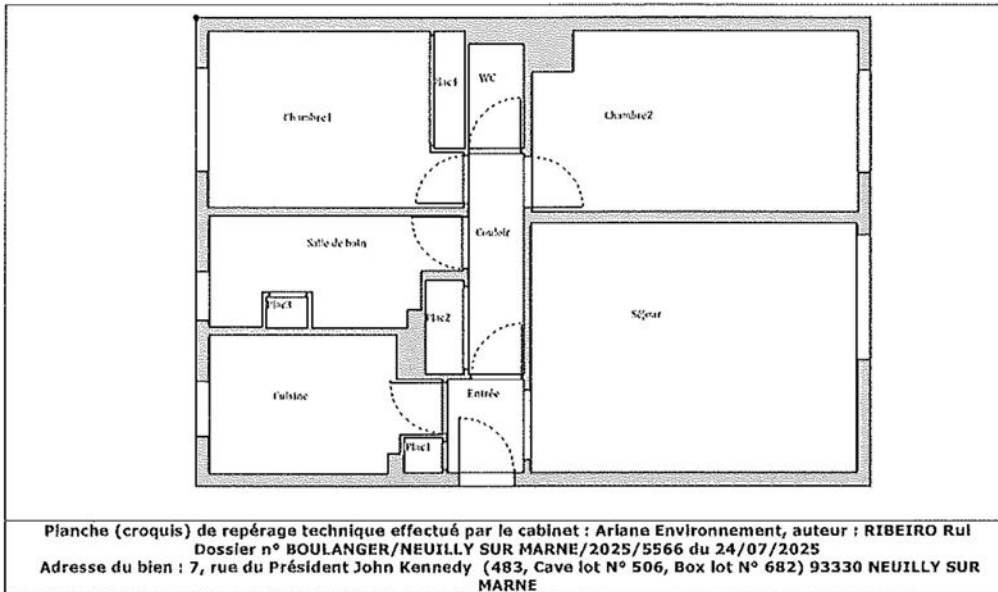 Plac4
WC
Chambre1
Chambre2
Salle de bain
Couloir
Plac3
Plac2
Séjour
Cuisine
Entrée
Plac1
Planche (croquis) de repérage technique effectué par le cabinet : Ariane Environnement, auteur : RIBEIRO Rui
Dossier n° BOULANGER/NEUILLY SUR MARNE/2025/5566 du 24/07/2025
Adresse du bien : 7, rue du Président John Kennedy (483, Cave lot N° 506, Box lot N° 682) 93330 NEUILLY SUR
MARNE